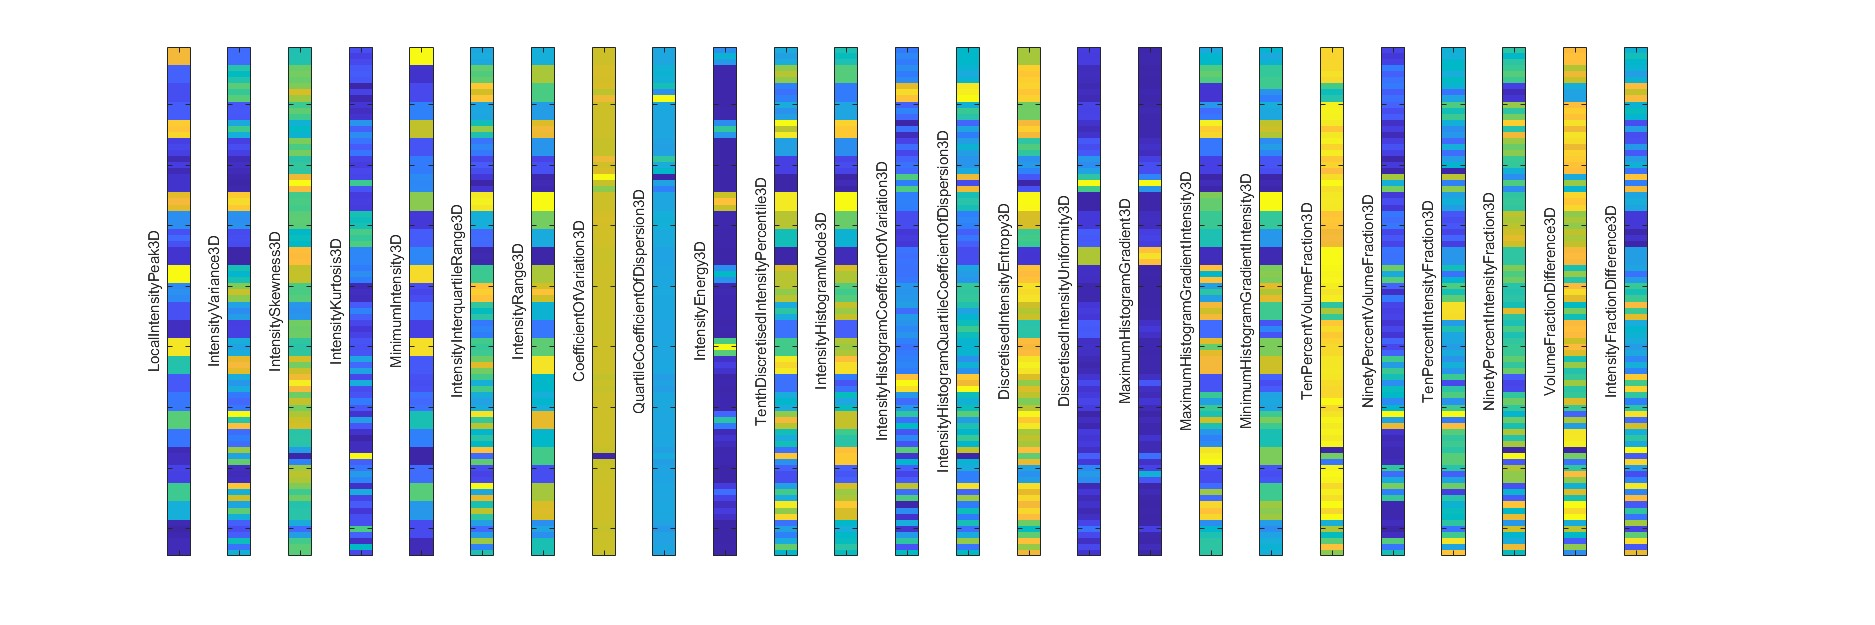 LocalIntensityPeak3D
IntensityVariance3D
IntensitySkewness3D
IntensityKurtosis3D
MinimumIntensity3D
IntensityInterquartileRange3D
IntensityRange3D
CoefficientOfVariation3D
QuartileCoefficientOfDispersion3D
IntensityEnergy3D
TenthDiscretisedIntensityPercentile3D
IntensityHistogramMode3D
IntensityHistogramCoefficientOfVariation3D
IntensityHistogramQuartileCoefficientOfDispersion3D
DiscretisedIntensityEntropy3D
DiscretisedIntensityUniformity3D
MaximumHistogramGradient3D
MaximumHistogramGradientIntensity3D
MinimumHistogramGradientIntensity3D
TenPercentVolumeFraction3D
NinetyPercentVolumeFraction3D
TenPercentIntensityFraction3D
NinetyPercentIntensityFraction3D
VolumeFractionDifference3D
IntensityFractionDifference3D